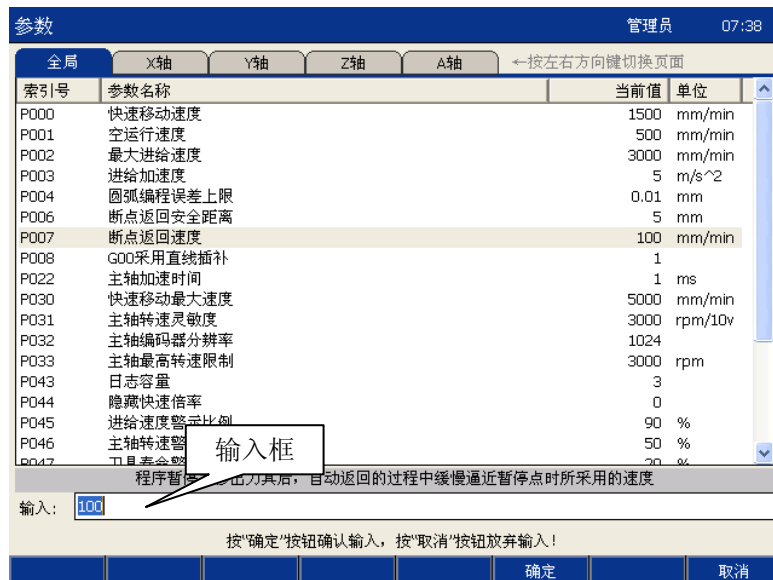 参数 管理员 07:38
全局 X轴 Y轴 Z轴 A轴 ←按左右方向键切换页面
索引号 参数名称 当前值 单位
P000 快速移动速度 1500 mm/min
P001 空运行速度 500 mm/min
P002 最大进给速度 3000 mm/min
P003 进给加速度 5 m/s^2
P004 圆弧编程误差上限 0.01 mm
P006 断点返回安全距离 5 mm
P007 断点返回速度 100 mm/min
P008 G00采用直线插补 1
P022 主轴加速时间 1 ms
P030 快速移动最大速度 5000 mm/min
P031 主轴转速灵敏度 3000 rpm/10v
P032 主轴编码器分辨率 1024
P033 主轴最高转速限制 3000 rpm
P043 日志容量 3
P044 隐藏快速倍率 0
P045 进给速度警示比例 90 %
P046 主轴转速警 50 %
P047 刀具寿命警 20 %
输入框
程序暂停 移出刀具后，自动返回的过程中缓慢逼近暂停点时所采用的速度
输入: 100
按"确定"按钮确认输入，按"取消"按钮放弃输入!
确定 取消